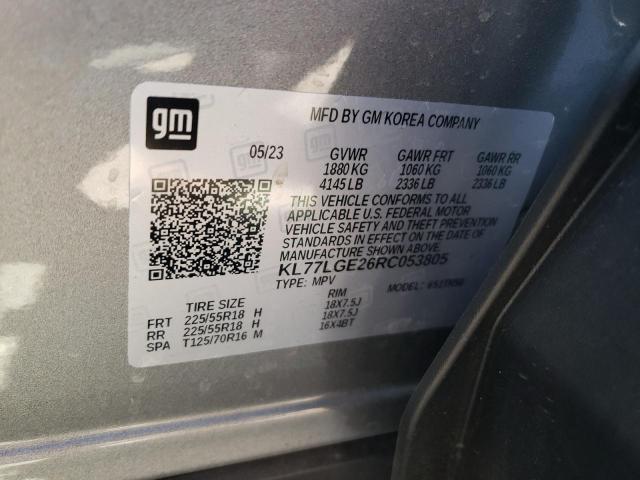 gm
MFD BY GM KOREA COMPANY
05/23 GVWR GAWR FRT GAWR RR
1880 KG 1060 KG 1060 KG
4145 LB 2336 LB 2336 LB
THIS VEHICLE CONFORMS TO ALL
APPLICABLE U.S. FEDERAL MOTOR
VEHICLE SAFETY AND THEFT PREVENTION
STANDARDS IN EFFECT ON THE DATE OF
MANUFACTURE SHOWN ABOVE.
KL77LGE26RC053805
TYPE: MPV MODEL:
TIRE SIZE RIM
FRT 225/55R18 H 18X7.5J
RR 225/55R18 H 18X7.5J
SPA T125/70R16 M 16X4BT